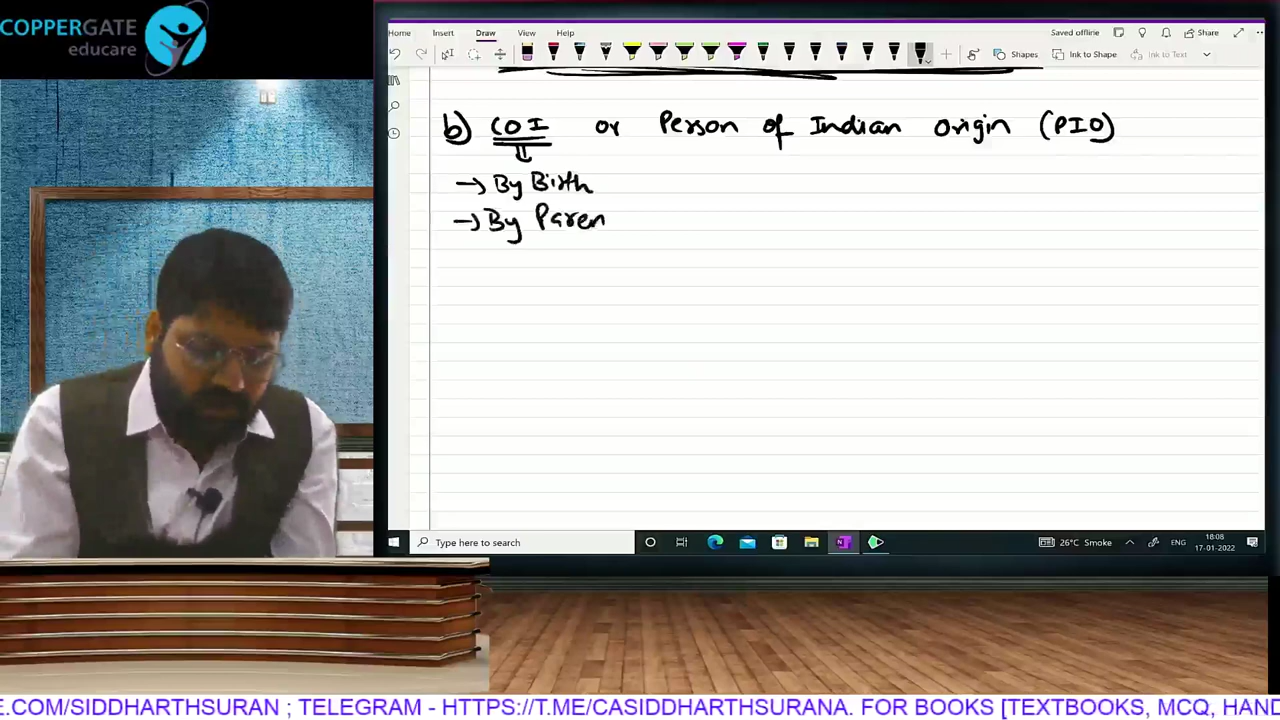 COPPERGATE
educare
Home Insert Draw View Help
Saved offline
Share
Shapes
Ink to Shape
Ink to Text
b) COI or Person of Indian Origin (PIO)
→ By Birth
→ By Paren
Type here to search
26°C Smoke
ENG
18:08
17-01-2022
E.COM/SIDDHARTHSURAN ; TELEGRAM - HTTPS://T.ME/CASIDDHARTHSURANA. FOR BOOKS [TEXTBOOKS, MCQ, HAND